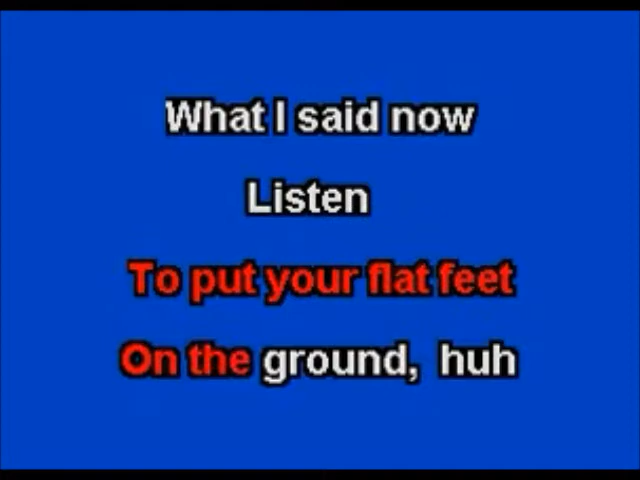 What I said now
Listen
To put your flat feet
On the ground, huh